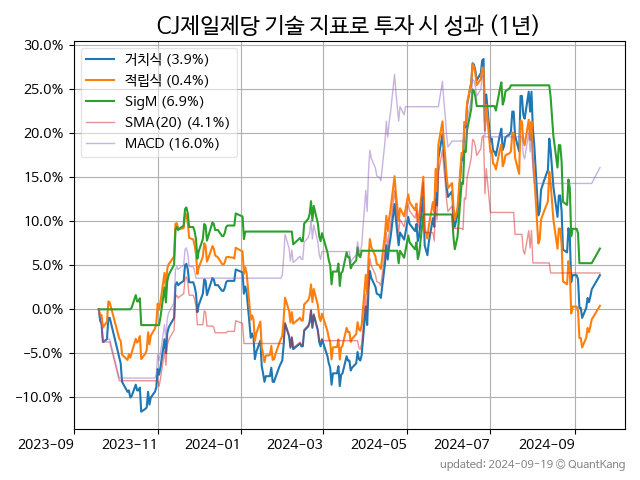 CJ제일제당 기술 지표로 투자 시 성과 (1년)
30.0%
25.0%
20.0%
15.0%
10.0%
5.0%
0.0%
−5.0%
−10.0%
거치식 (3.9%)
적립식 (0.4%)
SigM (6.9%)
SMA(20) (4.1%)
MACD (16.0%)
2023-09 2023-11 2024-01 2024-03 2024-05 2024-07 2024-09
updated: 2024-09-19 © QuantKang